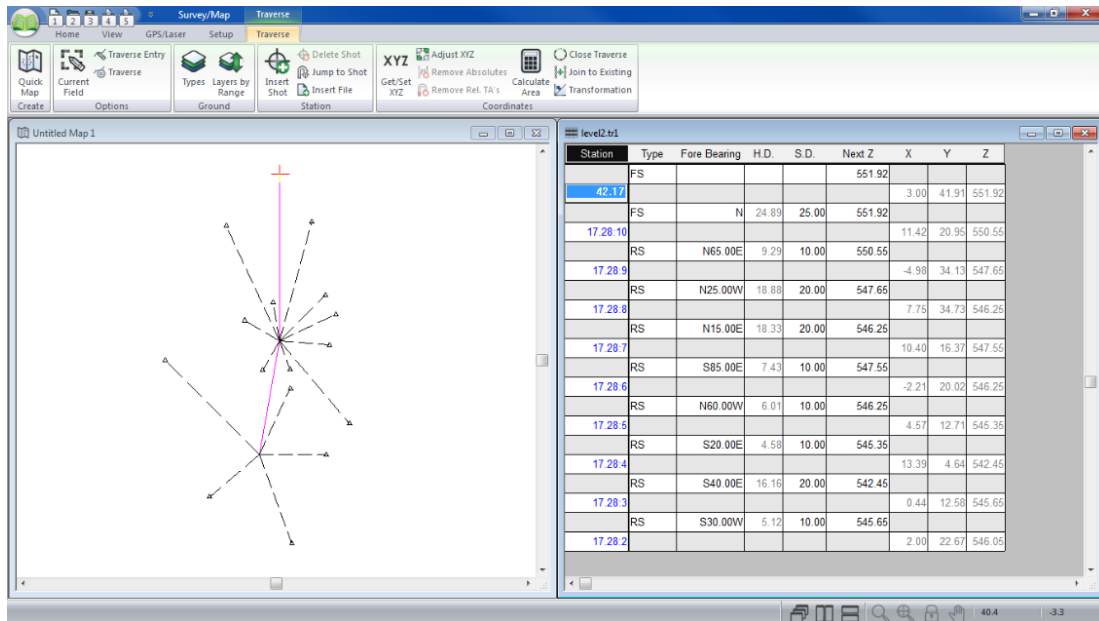 1 2 3 4 5
Survey/Map Traverse
Home View GPS/Laser Setup Traverse
Quick Map
Create
Current Field
Traverse Entry
Traverse
Options
Types
Layers by Range
Ground
Insert Shot
Delete Shot
Jump to Shot
Insert File
Station
XYZ
Get/Set XYZ
Adjust XYZ
Remove Absolutes
Remove Rel. TA's
Calculate Area
Close Traverse
Join to Existing
Transformation
Coordinates
Untitled Map 1
level2.tr1
Station Type Fore Bearing H.D. S.D. Next Z X Y Z
FS 551.92
42.17 3.00 41.91 551.92
FS N 24.89 25.00 551.92
17.28:10 11.42 20.95 550.55
RS N65.00E 9.29 10.00 550.55
17.28:9 -4.98 34.13 547.65
RS N25.00W 18.88 20.00 547.65
17.28:8 7.75 34.73 546.25
RS N15.00E 18.33 20.00 546.25
17.28:7 10.40 16.37 547.55
RS S85.00E 7.43 10.00 547.55
17.28:6 -2.21 20.02 546.25
RS N60.00W 6.01 10.00 546.25
17.28:5 4.57 12.71 545.35
RS S20.00E 4.58 10.00 545.35
17.28:4 13.39 4.64 542.45
RS S40.00E 16.16 20.00 542.45
17.28:3 0.44 12.58 545.65
RS S30.00W 5.12 10.00 545.65
17.28:2 2.00 22.67 546.05
40.4 -3.3